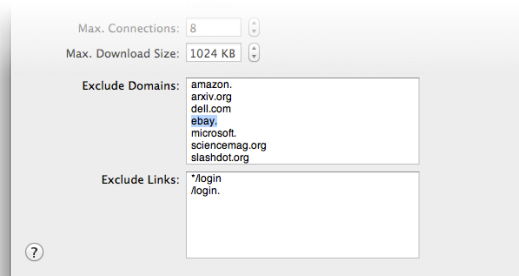 Max. Connections: 8
Max. Download Size: 1024 KB
Exclude Domains:
amazon.
arxiv.org
dell.com
ebay.
microsoft.
sciencemag.org
slashdot.org
Exclude Links:
*/login
/login.
?